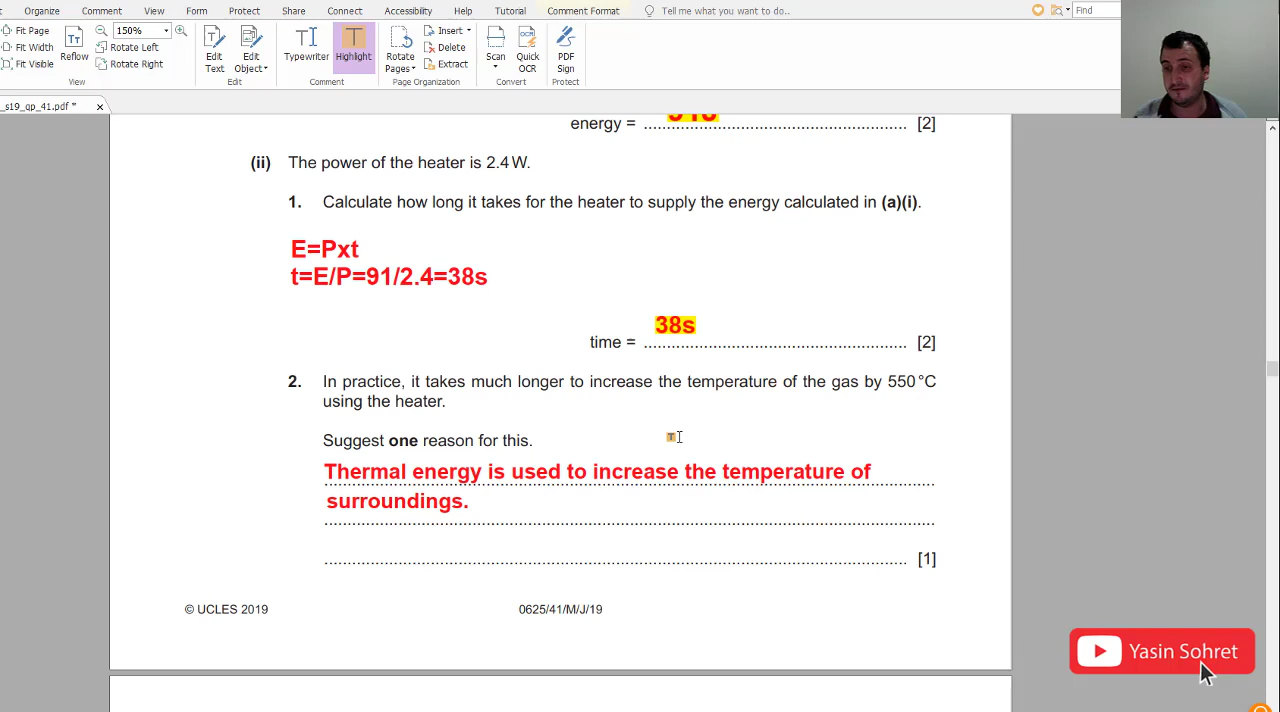 Organize Comment View Form Protect Share Connect Accessibility Help Tutorial Comment Format Tell me what you want to do.. Find
Fit Page 150% Rotate Left Insert Delete Extract
Fit Width Reflow Rotate Right Edit Text Edit Object Typewriter Highlight Rotate Pages Scan Quick OCR PDF Sign
Fit Visible
View Edit Comment Page Organization Convert Protect
_s19_qp_41.pdf *
energy = [2]
(ii) The power of the heater is 2.4 W.
1. Calculate how long it takes for the heater to supply the energy calculated in (a)(i).
E=Pxt
t=E/P=91/2.4=38s
38s
time = [2]
2. In practice, it takes much longer to increase the temperature of the gas by 550 °C
using the heater.
Suggest one reason for this.
Thermal energy is used to increase the temperature of
surroundings.
[1]
© UCLES 2019 0625/41/M/J/19
Yasin Sohret